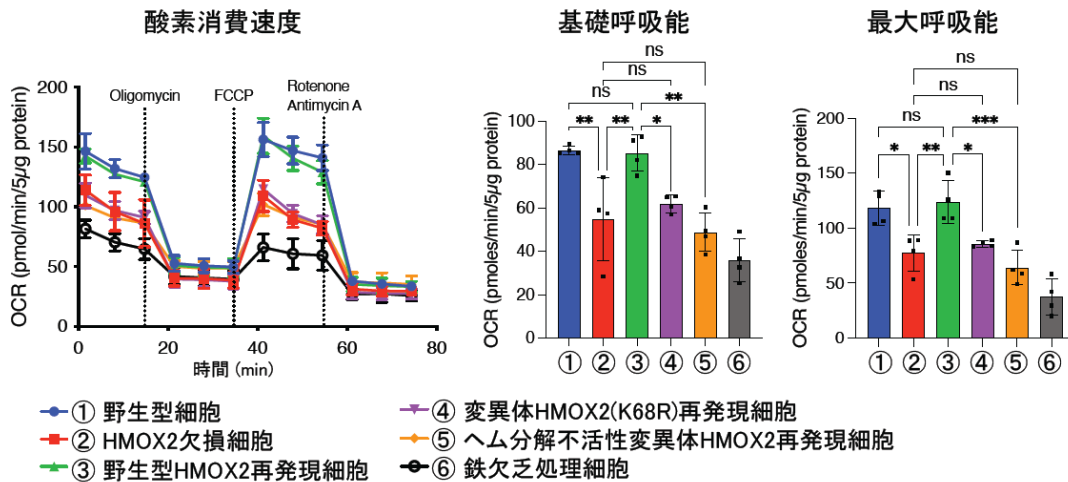 酸素消費速度
基礎呼吸能
最大呼吸能
OCR (pmol/min/5μg protein)
200
150
100
50
0
Oligomycin
FCCP
Rotenone
Antimycin A
0
20
40
60
80
時間 (min)
OCR (pmoles/min/5μg protein)
100
80
60
40
20
0
ns
ns
ns
**
** ** *
① ② ③ ④ ⑤ ⑥
OCR (pmoles/min/5μg protein)
200
150
100
50
0
ns
ns
ns
***
* ** *
① ② ③ ④ ⑤ ⑥
① 野生型細胞
② HMOX2欠損細胞
③ 野生型HMOX2再発現細胞
④ 変異体HMOX2(K68R)再発現細胞
⑤ ヘム分解不活性変異体HMOX2再発現細胞
⑥ 鉄欠乏処理細胞